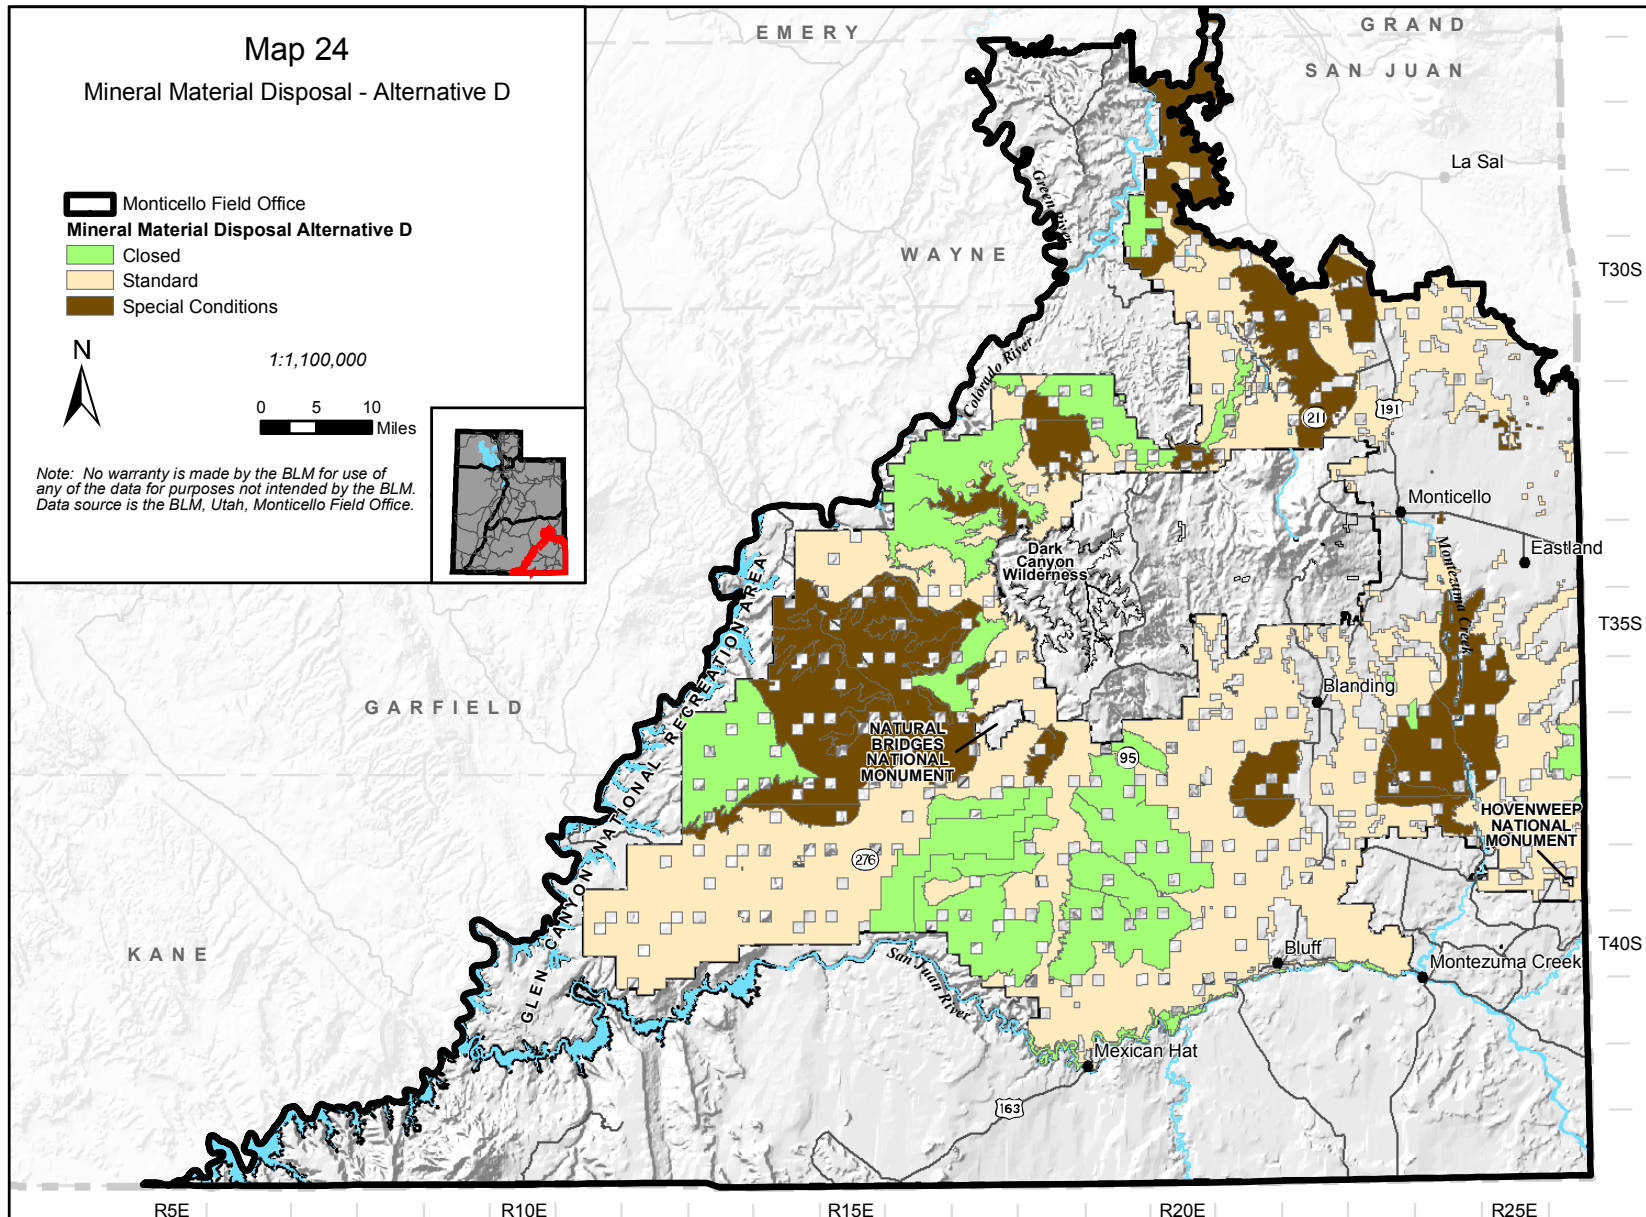 Map 24
Mineral Material Disposal - Alternative D
Monticello Field Office
Mineral Material Disposal Alternative D
Closed
Standard
Special Conditions
N
1:1,100,000
0 5 10
Miles
Note: No warranty is made by the BLM for use of
any of the data for purposes not intended by the BLM.
Data source is the BLM, Utah, Monticello Field Office.
EMERY
GRAND
SAN JUAN
La Sal
WAYNE
Green River
T30S
Colorado River
211
191
Monticello
Eastland
Dark
Canyon
Wilderness
Montezuma Creek
T35S
GARFIELD
Blanding
NATURAL
BRIDGES
NATIONAL
MONUMENT
95
GLEN CANYON NATIONAL RECREATION AREA
HOVENWEEP
NATIONAL
MONUMENT
276
KANE
T40S
Bluff
San Juan River
Montezuma Creek
Mexican Hat
163
R5E
R10E
R15E
R20E
R25E